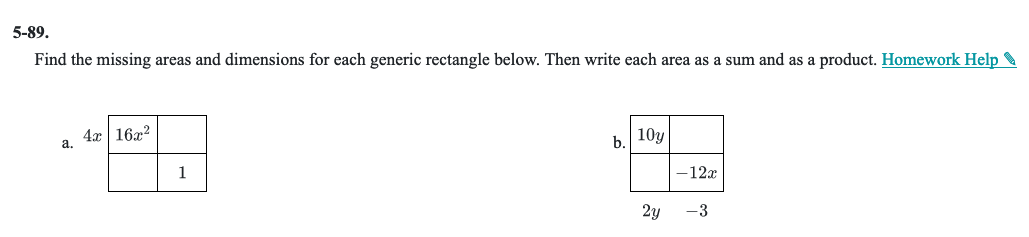 5-89.
Find the missing areas and dimensions for each generic rectangle below. Then write each area as a sum and as a product. Homework Help ✎
a. 4x 16x²
1
b. 10y
−12x
2y −3